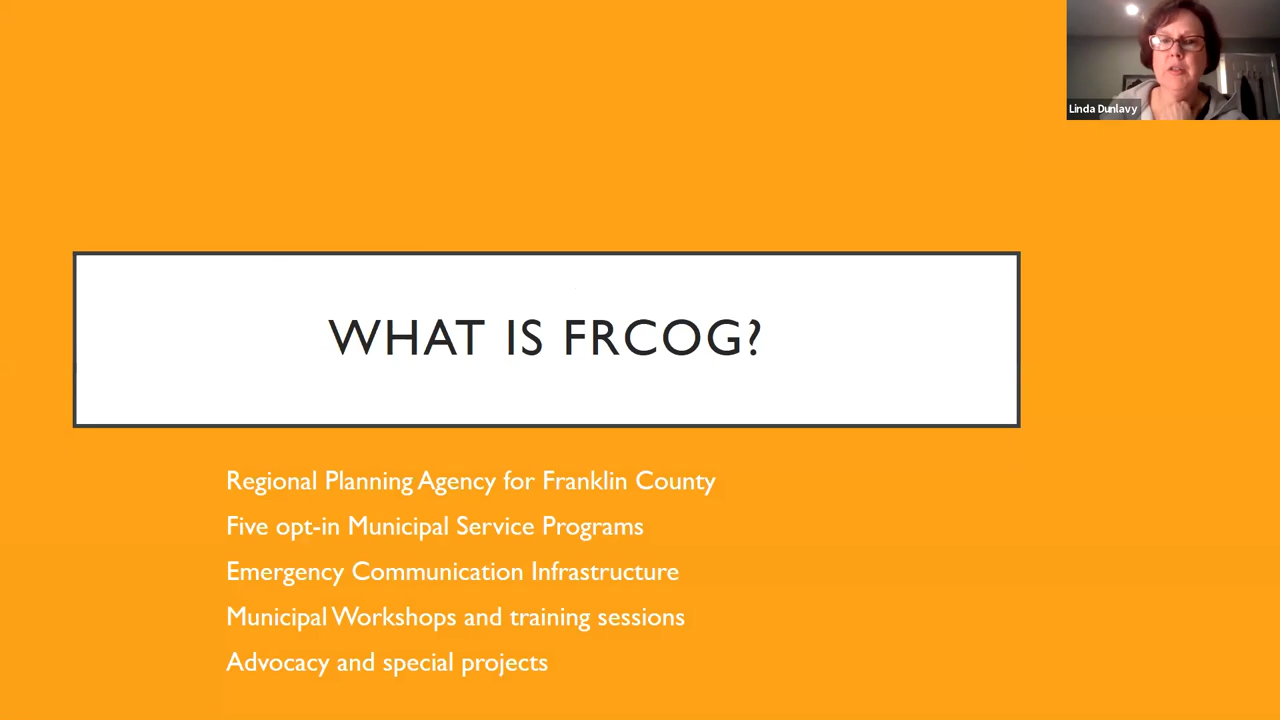 Linda Dunlavy
WHAT IS FRCOG?
Regional Planning Agency for Franklin County
Five opt-in Municipal Service Programs
Emergency Communication Infrastructure
Municipal Workshops and training sessions
Advocacy and special projects